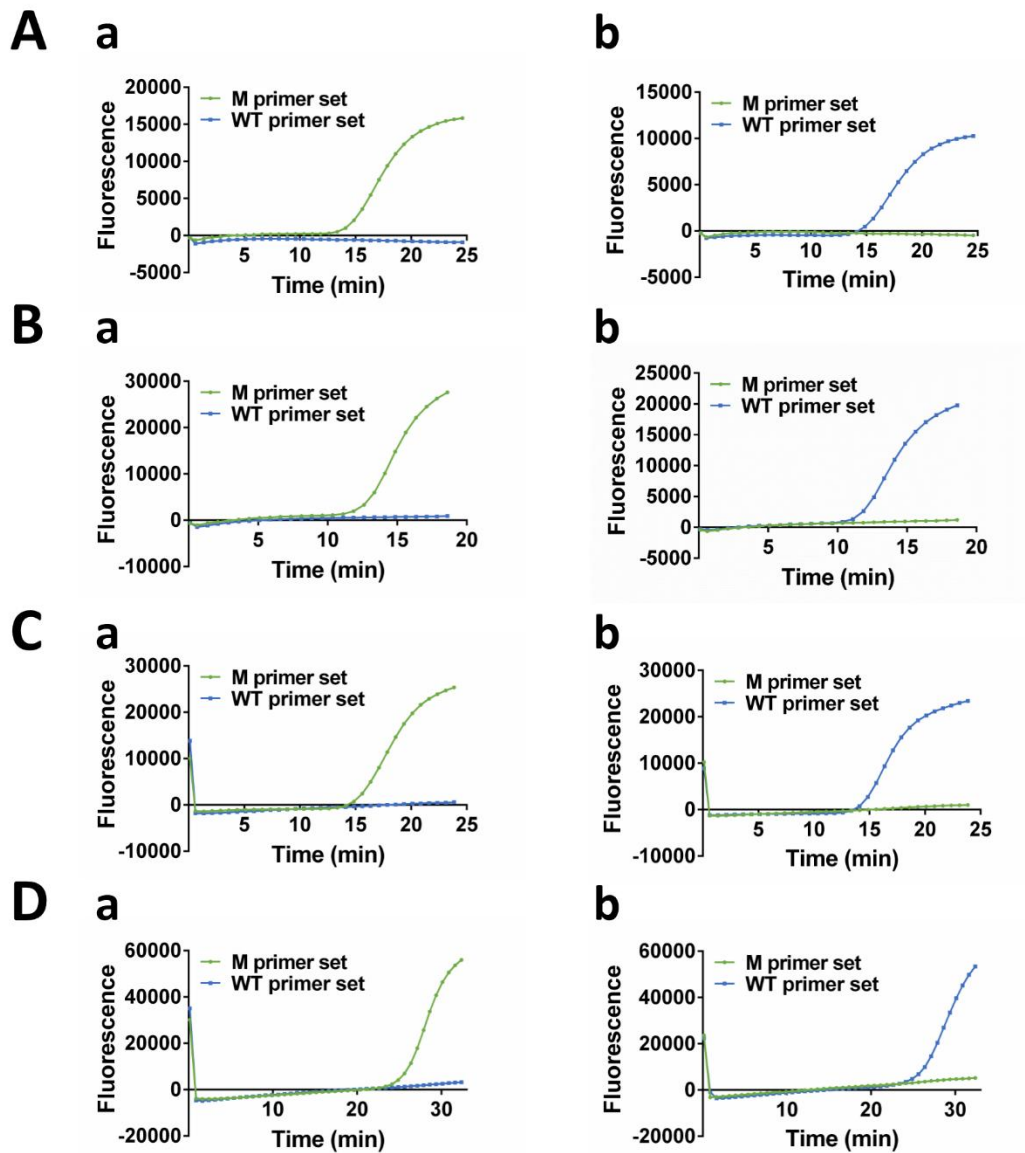 A
a
b
20000
15000
10000
5000
0
-5000
Fluorescence
M primer set
WT primer set
5
10
15
20
25
Time (min)
15000
10000
5000
0
-5000
Fluorescence
M primer set
WT primer set
5
10
15
20
25
Time (min)
B
a
b
30000
20000
10000
0
-10000
Fluorescence
M primer set
WT primer set
5
10
15
20
Time (min)
25000
20000
15000
10000
5000
0
-5000
Fluorescence
M primer set
WT primer set
5
10
15
20
Time (min)
C
a
b
30000
20000
10000
0
-10000
Fluorescence
M primer set
WT primer set
5
10
15
20
25
Time (min)
30000
20000
10000
0
-10000
Fluorescence
M primer set
WT primer set
5
10
15
20
25
Time (min)
D
a
b
60000
40000
20000
0
-20000
Fluorescence
M primer set
WT primer set
10
20
30
Time (min)
60000
40000
20000
0
-20000
Fluorescence
M primer set
WT primer set
10
20
30
Time (min)